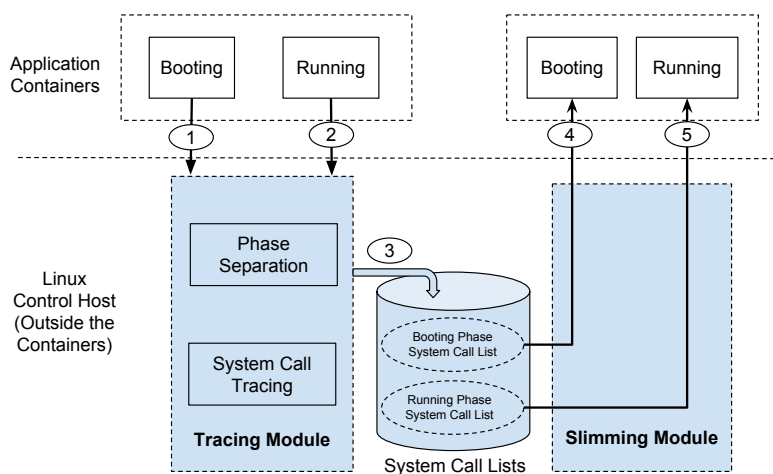 Application
Containers
Booting
Running
Booting
Running
1
2
4
5
Linux
Control Host
(Outside the
Containers)
Phase
Separation
System Call
Tracing
Tracing Module
3
Booting Phase
System Call List
Running Phase
System Call List
System Call Lists
Slimming Module